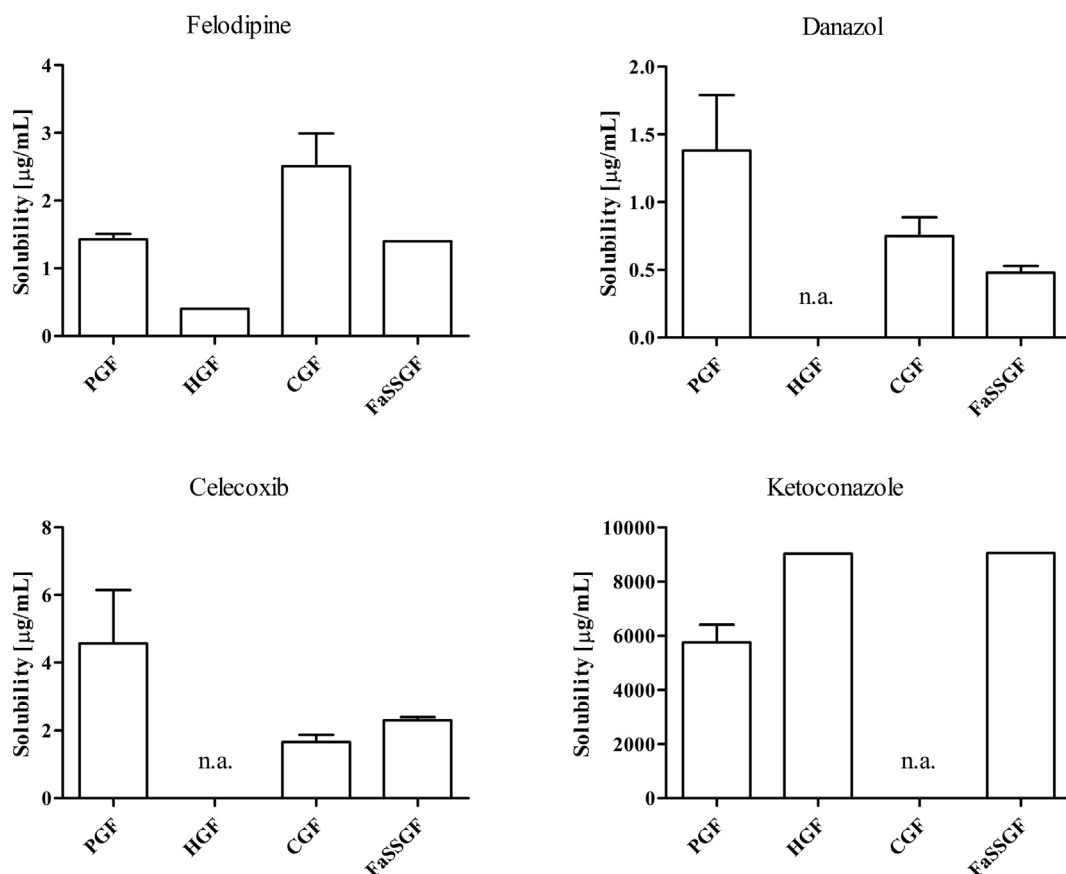 Felodipine
Solubility [µg/mL]
4
3
2
1
0
PGF
HGF
CGF
FaSSGF
Danazol
Solubility [µg/mL]
2.0
1.5
1.0
0.5
0.0
n.a.
PGF
HGF
CGF
FaSSGF
Celecoxib
Solubility [µg/mL]
8
6
4
2
0
n.a.
PGF
HGF
CGF
FaSSGF
Ketoconazole
Solubility [µg/mL]
10000
8000
6000
4000
2000
0
n.a.
PGF
HGF
CGF
FaSSGF